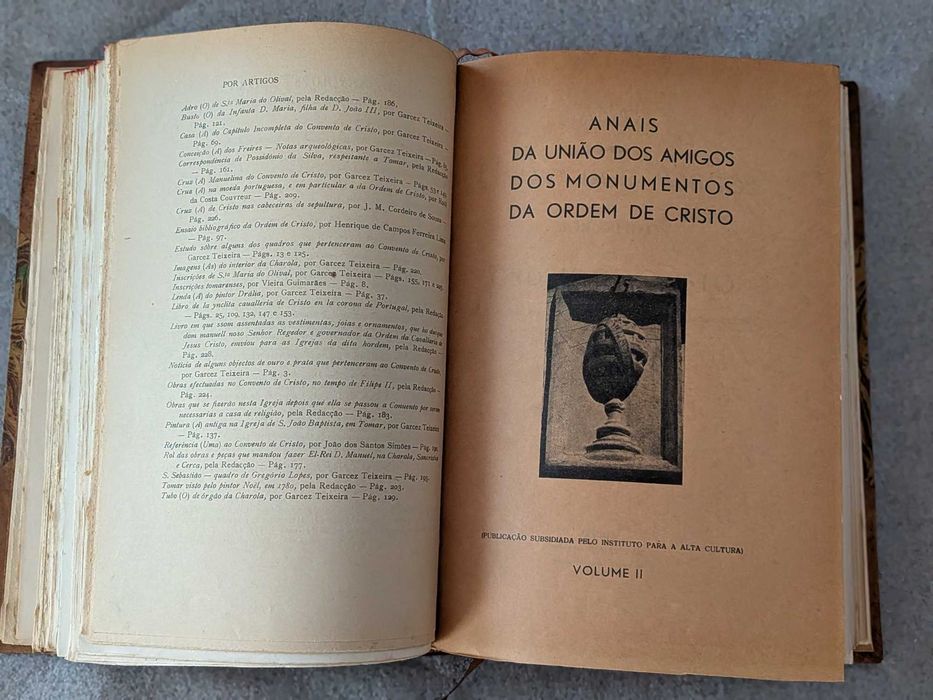 POR ARTIGOS
Adro (O) de S.ta Maria do Olival, pela Redacção — Pág. 186.
Busto (O) da Infanta D. Maria, filha de D. João III, por Garcez Teixeira —
Pág. 121.
Casa (A) do Capítulo Incompleto do Convento de Cristo, por Garcez Teixeira —
Pág. 69.
Conceição (A) dos Freires — Notas arqueológicas, por Garcez Teixeira — Pág.
Correspondência de Possidónio da Silva, respeitante a Tomar, pela Redacção
— Pág. 161.
Cruz (A) Manuelina do Convento de Cristo, por Garcez Teixeira — Págs.
Cruz (A) na moeda portuguesa, e em particular a da Ordem de Cristo, por
da Costa Couvreur — Pág. 209.
Cruz (A) de Cristo nas cabeceiras de sepultura, por J. M. Cordeiro de Sousa —
Pág. 226.
Ensaio bibliográfico da Ordem de Cristo, por Henrique de Campos Ferreira Lima
— Pág. 97.
Estudo sôbre alguns dos quadros que pertenceram ao Convento de Cristo, por
Garcez Teixeira — Págs. 13 e 125.
Imagens (As) do interior da Charola, por Garcez Teixeira — Pág. 220.
Inscrições de S.ta Maria do Olival, por Garcez Teixeira — Págs. 155, 171 e
Inscrições tomarenses, por Vieira Guimarães — Pág. 8.
Lenda (A) do pintor Drália, por Garcez Teixeira — Pág. 37.
Libro de la ynclita caualleria de Cristo en la corona de Portugal, pela Redacção
— Págs. 25, 109, 132, 147 e 153.
Livro em que ssom assentadas as vestimentas, joias e ornamentos, que
dom manuell noso Senhor Regedor e governador da Ordem da Cavallaria de
Jesus Cristo, enviou para as Igrejas da dita hordem, pela Redacção —
Pág. 228.
Notícia de alguns objectos de ouro e prata que pertenceram ao Convento de Cristo,
por Garcez Teixeira — Pág. 3.
Obras efectuadas no Convento de Cristo, no tempo de Filipe II, pela Redacção —
Pág. 224.
Obras que se fizerão nesta Igreja depois que ella se passou a Convento por serem
necessarias a casa de religião, pela Redacção — Pág. 183.
Pintura (A) antiga na Igreja de S. João Baptista, em Tomar, por Garcez Teixeira
— Pág. 137.
Referência (Uma) ao Convento de Cristo, por João dos Santos Simões — Pág.
Rol das obras e peças que mandou fazer El-Rei D. Manuel, na Charola, Sancristia
e Cerca, pela Redacção — Pág. 177.
S. Sebastião — quadro de Gregório Lopes, por Garcez Teixeira — Pág. 195.
Tomar visto pelo pintor Noël, em 1780, pela Redacção — Pág. 203.
Tubo (O) de órgão da Charola, por Garcez Teixeira — Pág. 129.
ANAIS
DA UNIÃO DOS AMIGOS
DOS MONUMENTOS
DA ORDEM DE CRISTO
(PUBLICAÇÃO SUBSIDIADA PELO INSTITUTO PARA A ALTA CULTURA)
VOLUME II